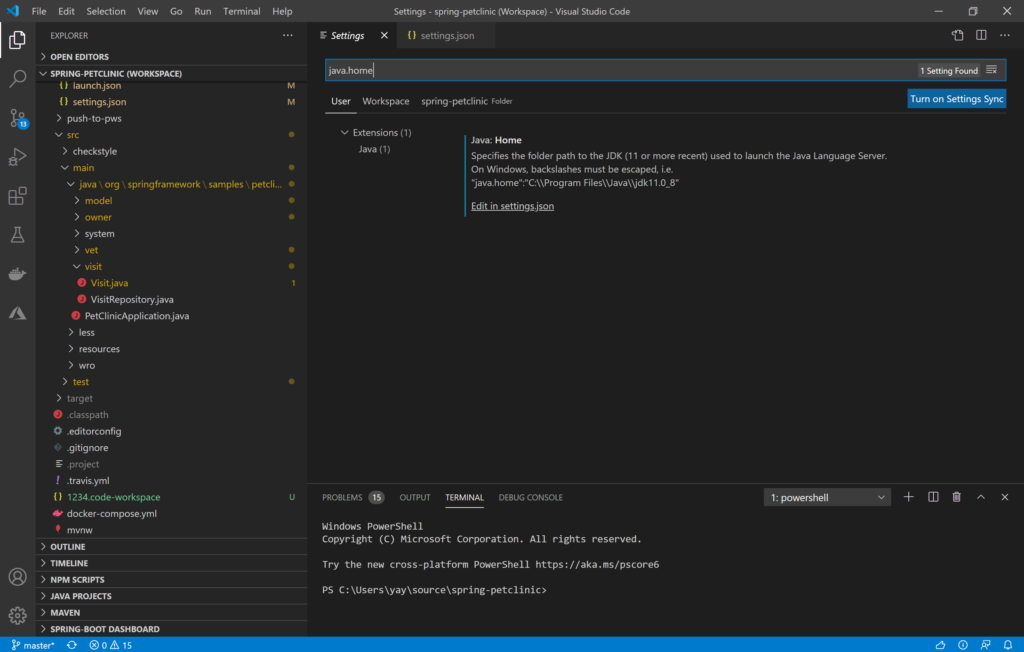 File Edit Selection View Go Run Terminal Help
Settings - spring-petclinic (Workspace) - Visual Studio Code
EXPLORER
OPEN EDITORS
SPRING-PETCLINIC (WORKSPACE)
launch.json M
settings.json M
push-to-pws
src
checkstyle
main
java \ org \ springframework \ samples \ petcli...
model
owner
system
vet
visit
Visit.java 1
VisitRepository.java
PetClinicApplication.java
less
resources
wro
test
target
.classpath
.editorconfig
.gitignore
.project
.travis.yml
1234.code-workspace U
docker-compose.yml
mvnw
OUTLINE
TIMELINE
NPM SCRIPTS
JAVA PROJECTS
MAVEN
SPRING-BOOT DASHBOARD
13
Settings
settings.json
java.home
1 Setting Found
User Workspace spring-petclinic Folder
Turn on Settings Sync
Extensions (1)
Java (1)
Java: Home
Specifies the folder path to the JDK (11 or more recent) used to launch the Java Language Server.
On Windows, backslashes must be escaped, i.e.
"java.home":"C:\\Program Files\\Java\\jdk11.0_8"
Edit in settings.json
PROBLEMS 15 OUTPUT TERMINAL DEBUG CONSOLE
1: powershell
Windows PowerShell
Copyright (C) Microsoft Corporation. All rights reserved.
Try the new cross-platform PowerShell https://aka.ms/pscore6
PS C:\Users\yay\source\spring-petclinic>
master* 0 15